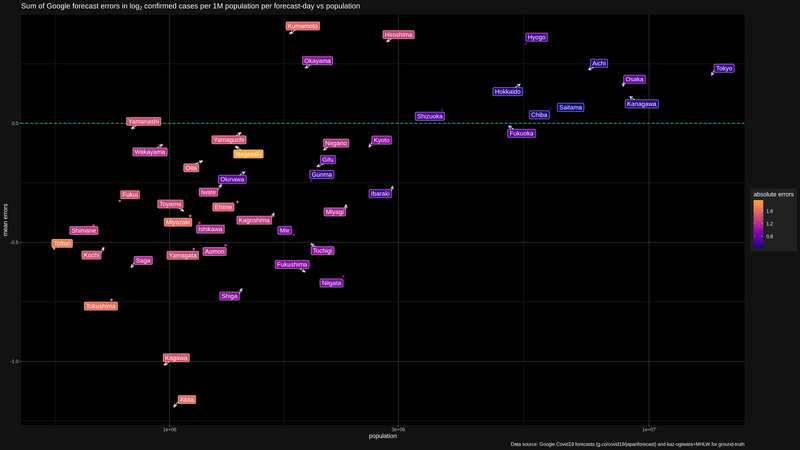 Sum of Google forecast errors in log2 confirmed cases per 1M population per forecast-day vs population
Kumamoto
Hiroshima
Hyogo
Okayama
Aichi
Tokyo
Osaka
Hokkaido
Kanagawa
Saitama
Shizuoka
Chiba
Yamanashi
0.0
Fukuoka
Yamaguchi
Nagano
Kyoto
Wakayama
Nagasaki
Gifu
Oita
Gunma
Okinawa
Iwate
Ibaraki
Fukui
Toyama
Ehime
Miyagi
Miyazaki
Kagoshima
Shimane
Ishikawa
Mie
-0.5
Tottori
Kochi
Yamagata
Aomori
Tochigi
Saga
Fukushima
Niigata
Shiga
Tokushima
-1.0
Kagawa
Akita
mean errors
absolute errors
1.6
1.2
0.8
1e+06
3e+06
1e+07
population
Data source: Google Covid19 forecasts (g.co/covid19/japanforecast) and kaz-ogiwara+MHLW for ground-truth